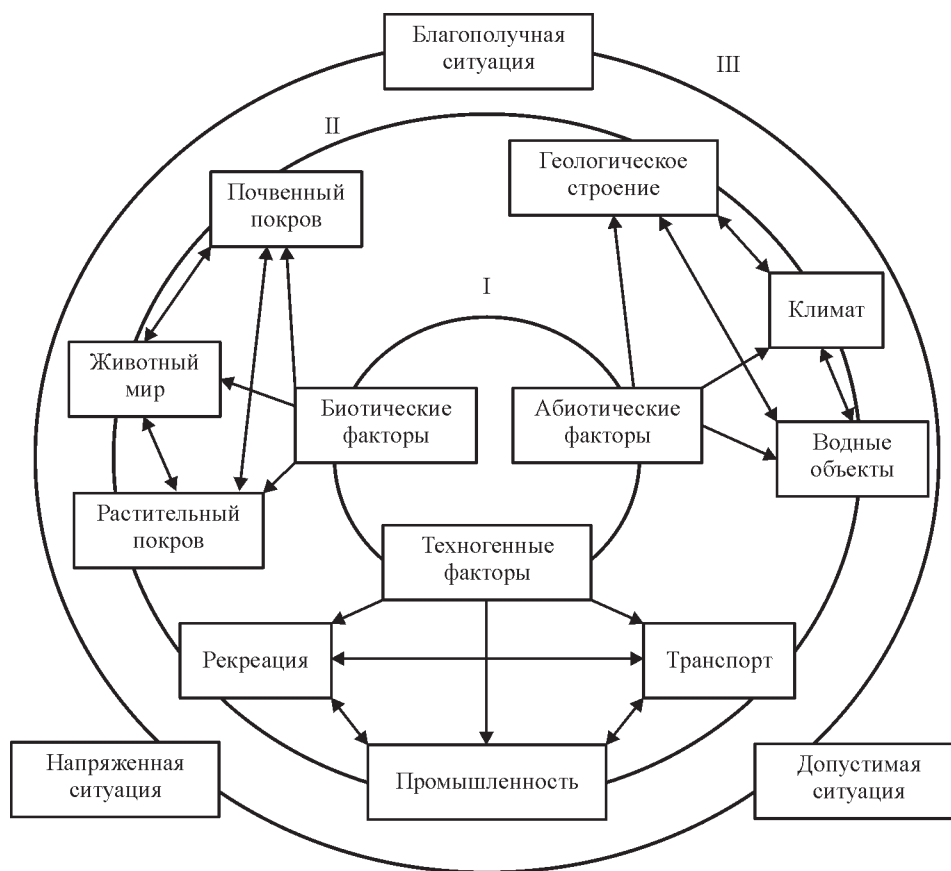 Благополучная
ситуация
III
II
Геологическое
строение
Почвенный
покров
I
Климат
Животный
мир
Биотические
факторы
Абиотические
факторы
Водные
объекты
Растительный
покров
Техногенные
факторы
Рекреация
Транспорт
Напряженная
ситуация
Промышленность
Допустимая
ситуация